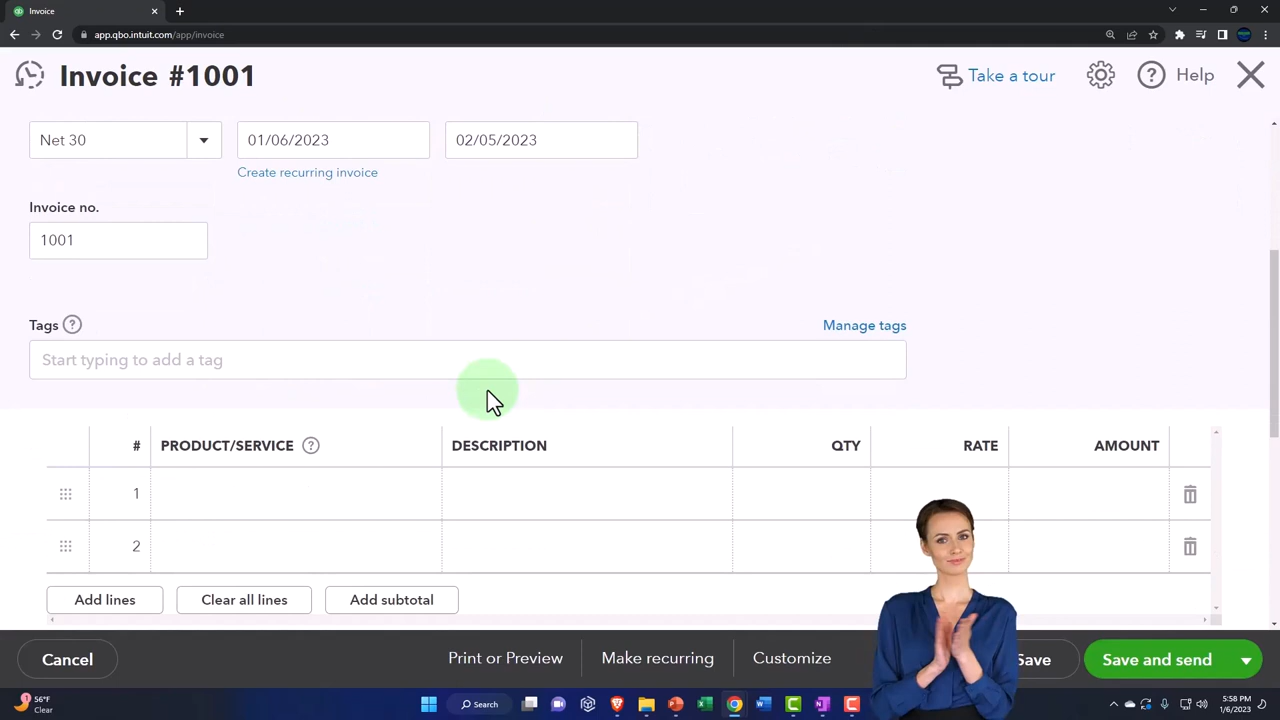 Invoice
app.qbo.intuit.com/app/invoice
Invoice #1001
Take a tour
Help
Net 30
01/06/2023
02/05/2023
Create recurring invoice
Invoice no.
1001
Tags
Manage tags
Start typing to add a tag
# PRODUCT/SERVICE DESCRIPTION QTY RATE AMOUNT
1
2
Add lines
Clear all lines
Add subtotal
Cancel
Print or Preview
Make recurring
Customize
Save
Save and send
1
56°F
Clear
Search
5:58 PM
1/6/2023